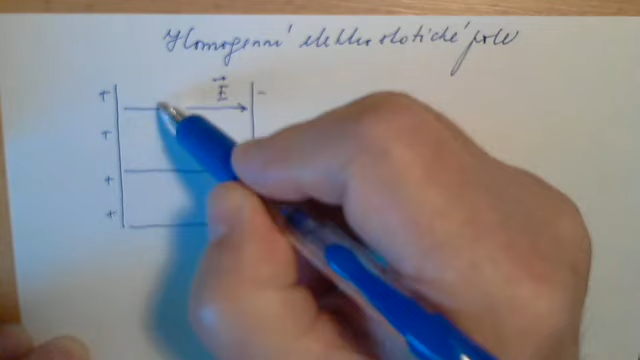 Homogenní elektrostatické pole
E
+ -
+
+
+